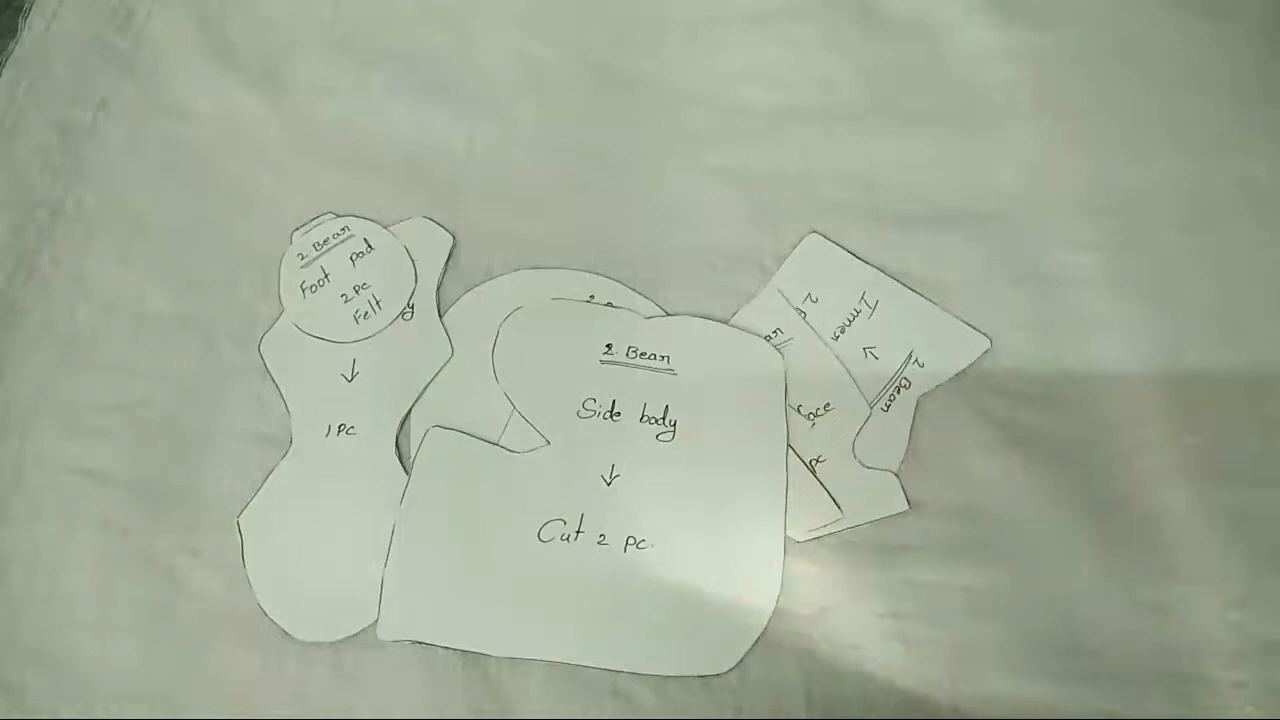 2. Bear
Foot pad
2 Pc
Felt
y
↓
1 PC
2. Bear
Side body
↓
Cut 2 pc.
Inner
↓
2 Bear
Face
pc